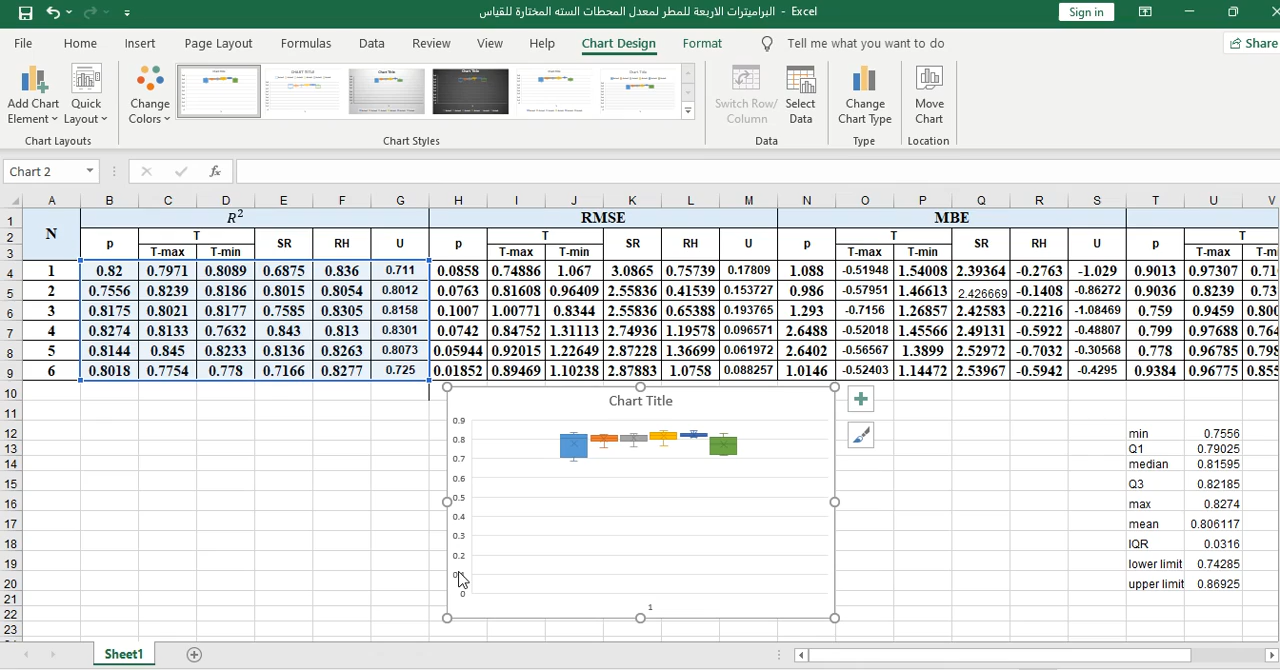 البراميترات الاربعة للمطر لمعدل المحطات السته المختارة للقياس - Excel
Sign in
File Home Insert Page Layout Formulas Data Review View Help Chart Design Format Tell me what you want to do Share
Add Chart Element Quick Layout Change Colors Switch Row/ Column Select Data Change Chart Type Move Chart
Chart Layouts Chart Styles Data Type Location
Chart 2 fx
A B C D E F G H I J K L M N O P Q R S T U V
1 N R² RMSE MBE
2 p T SR RH U p T SR RH U p T SR RH U p T
3 T-max T-min T-max T-min T-max T-min T-max
4 1 0.82 0.7971 0.8089 0.6875 0.836 0.711 0.0858 0.74886 1.067 3.0865 0.75739 0.17809 1.088 -0.51948 1.54008 2.39364 -0.2763 -1.029 0.9013 0.97307
5 2 0.7556 0.8239 0.8186 0.8015 0.8054 0.8012 0.0763 0.81608 0.96409 2.55836 0.41539 0.153727 0.986 -0.57951 1.46613 2.426669 -0.1408 -0.86272 0.9036 0.8239
6 3 0.8175 0.8021 0.8177 0.7585 0.8305 0.8158 0.1007 1.00771 0.8344 2.55836 0.65388 0.193765 1.293 -0.7156 1.26857 2.42583 -0.2216 -1.08469 0.759 0.9459
7 4 0.8274 0.8133 0.7632 0.843 0.813 0.8301 0.0742 0.84752 1.31113 2.74936 1.19578 0.096571 2.6488 -0.52018 1.45566 2.49131 -0.5922 -0.48807 0.799 0.97688
8 5 0.8144 0.845 0.8233 0.8136 0.8263 0.8073 0.05944 0.92015 1.22649 2.87228 1.36699 0.061972 2.6402 -0.56567 1.3899 2.52972 -0.7032 -0.30568 0.778 0.96785
9 6 0.8018 0.7754 0.778 0.7166 0.8277 0.725 0.01852 0.89469 1.10238 2.87883 1.0758 0.088257 1.0146 -0.52403 1.14472 2.53967 -0.5942 -0.4295 0.9384 0.96775
10
11
12
13
14
15
16
17
18
19
20
21
22
23
Chart Title
0.9
0.8
0.7
0.6
0.5
0.4
0.3
0.2
0
1
min 0.7556
Q1 0.79025
median 0.81595
Q3 0.82185
max 0.8274
mean 0.806117
IQR 0.0316
lower limit 0.74285
upper limit 0.86925
Sheet1